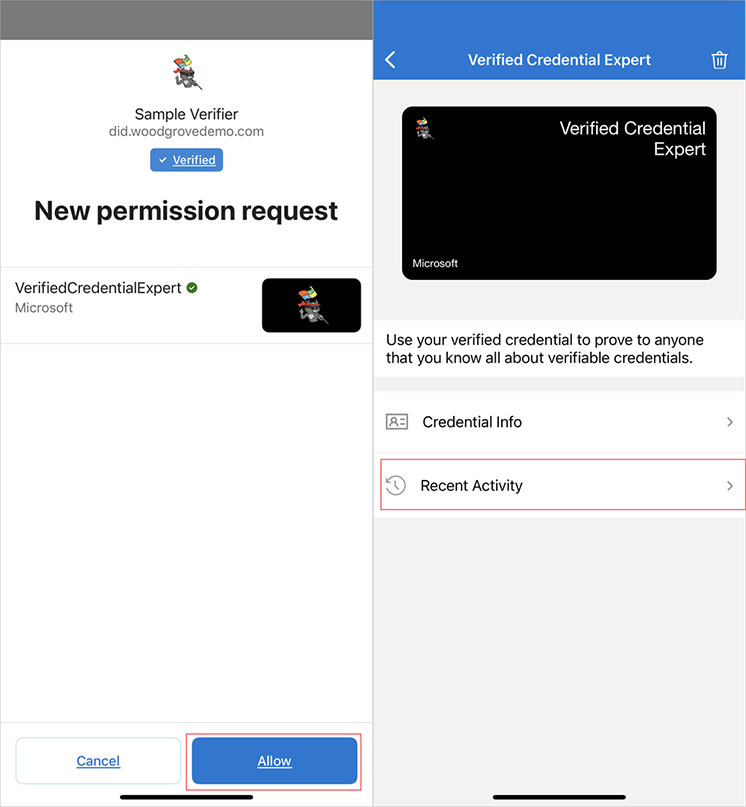 Sample Verifier
did.woodgrovedemo.com
Verified
New permission request
VerifiedCredentialExpert
Microsoft
Cancel
Allow
Verified Credential Expert
Verified Credential
Expert
Microsoft
Use your verified credential to prove to anyone
that you know all about verifiable credentials.
Credential Info
Recent Activity